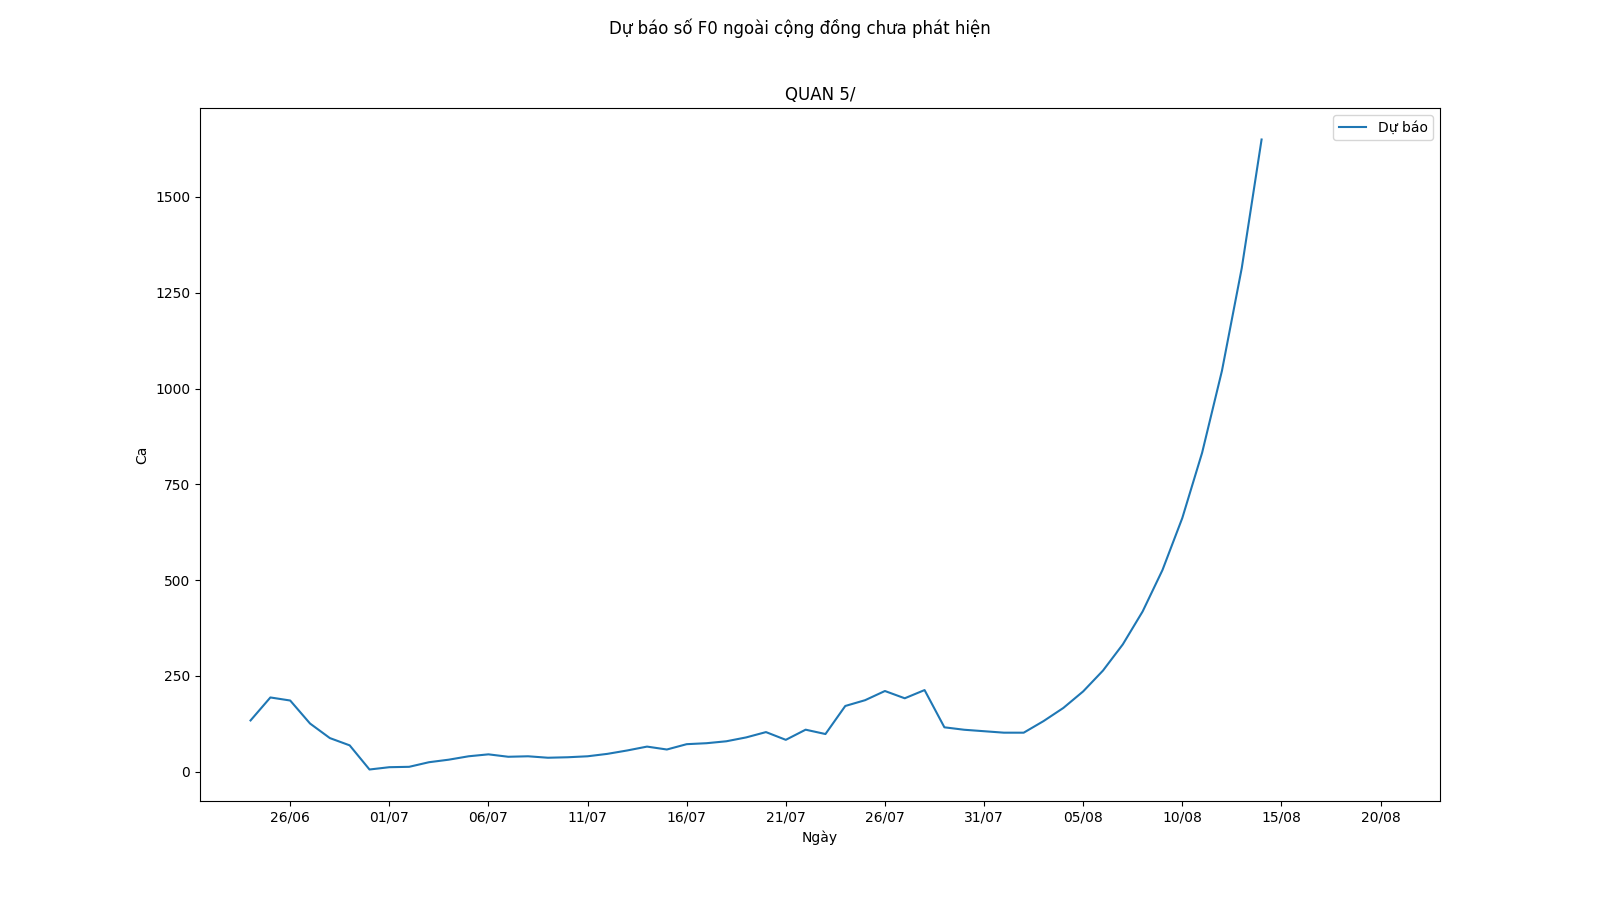 Dự báo số F0 ngoài cộng đồng chưa phát hiện
QUAN 5/
Dự báo
1500
1250
1000
750
500
250
0
Ca
26/06 01/07 06/07 11/07 16/07 21/07 26/07 31/07 05/08 10/08 15/08 20/08
Ngày